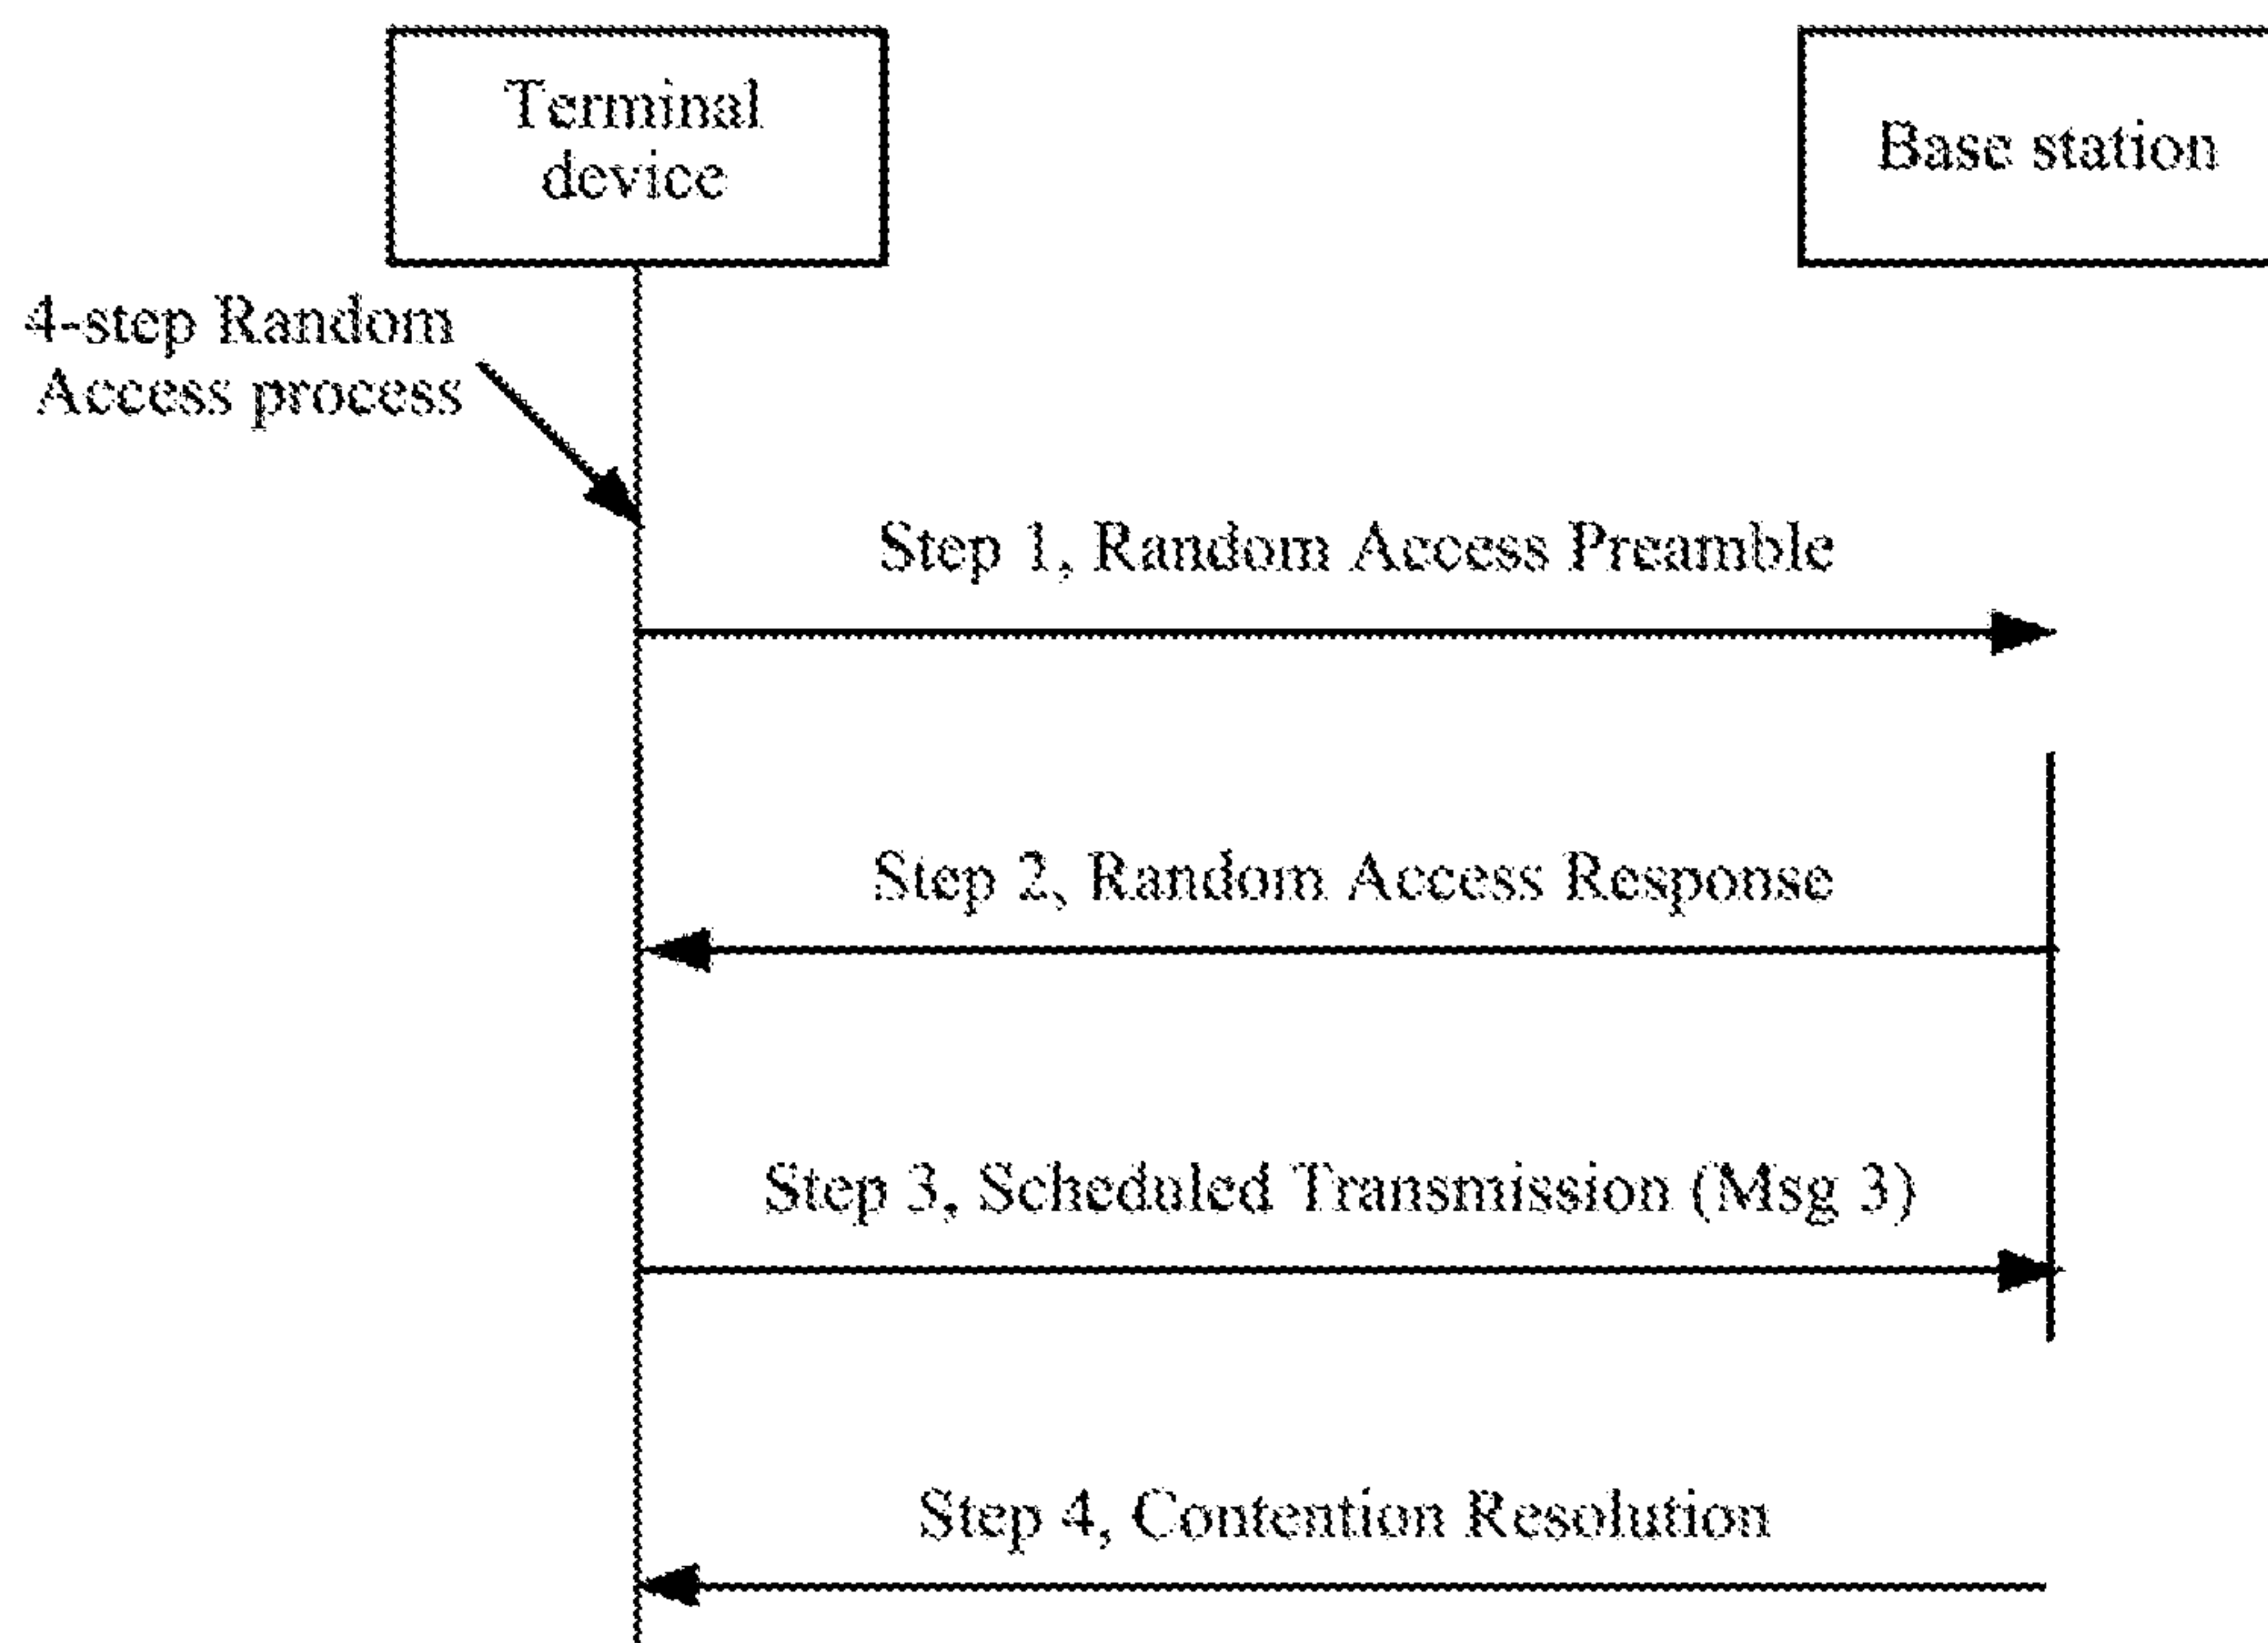 Terminal
device
Base station
4-step Random
Access process
Step 1, Random Access Preamble
Step 2, Random Access Response
Step 3, Scheduled Transmission (Msg 3)
Step 4, Contention Resolution